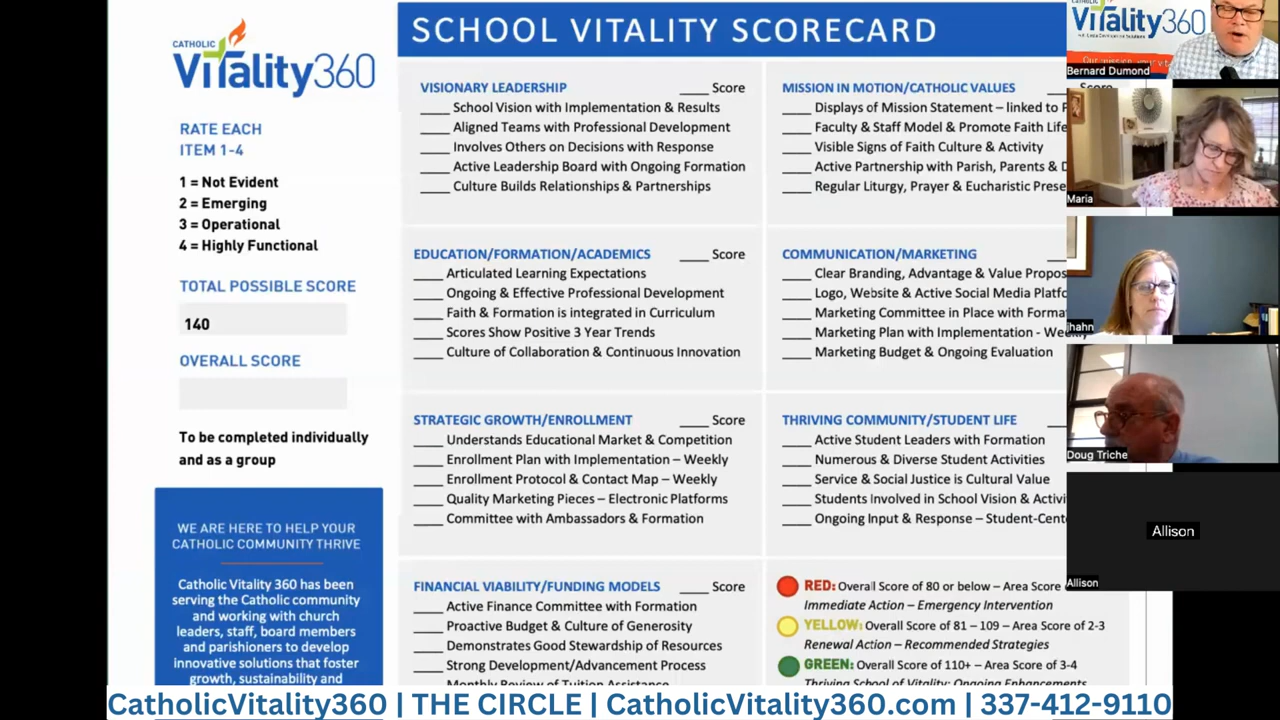 CATHOLIC
Vitality360
RATE EACH
ITEM 1-4
1 = Not Evident
2 = Emerging
3 = Operational
4 = Highly Functional
TOTAL POSSIBLE SCORE
140
OVERALL SCORE
To be completed individually
and as a group
WE ARE HERE TO HELP YOUR
CATHOLIC COMMUNITY THRIVE
Catholic Vitality 360 has been
serving the Catholic community
and working with church
leaders, staff, board members
and parishioners to develop
innovative solutions that foster
growth, sustainability and
SCHOOL VITALITY SCORECARD
VISIONARY LEADERSHIP ____ Score
____ School Vision with Implementation & Results
____ Aligned Teams with Professional Development
____ Involves Others on Decisions with Response
____ Active Leadership Board with Ongoing Formation
____ Culture Builds Relationships & Partnerships
MISSION IN MOTION/CATHOLIC VALUES Score
____ Displays of Mission Statement – linked to
____ Faculty & Staff Model & Promote Faith Life
____ Visible Signs of Faith Culture & Activity
____ Active Partnership with Parish, Parents &
____ Regular Liturgy, Prayer & Eucharistic
EDUCATION/FORMATION/ACADEMICS ____ Score
____ Articulated Learning Expectations
____ Ongoing & Effective Professional Development
____ Faith & Formation is integrated in Curriculum
____ Scores Show Positive 3 Year Trends
____ Culture of Collaboration & Continuous Innovation
COMMUNICATION/MARKETING
____ Clear Branding, Advantage & Value
____ Logo, Website & Active Social Media
____ Marketing Committee in Place with
____ Marketing Plan with Implementation - Weekly
____ Marketing Budget & Ongoing Evaluation
STRATEGIC GROWTH/ENROLLMENT ____ Score
____ Understands Educational Market & Competition
____ Enrollment Plan with Implementation – Weekly
____ Enrollment Protocol & Contact Map – Weekly
____ Quality Marketing Pieces – Electronic Platforms
____ Committee with Ambassadors & Formation
THRIVING COMMUNITY/STUDENT LIFE
____ Active Student Leaders with Formation
____ Numerous & Diverse Student Activities
____ Service & Social Justice is Cultural Value
____ Students Involved in School Vision &
____ Ongoing Input & Response –
FINANCIAL VIABILITY/FUNDING MODELS ____ Score
____ Active Finance Committee with Formation
____ Proactive Budget & Culture of Generosity
____ Demonstrates Good Stewardship of Resources
____ Strong Development/Advancement Process
____ Monthly Review of Tuition Assistance
RED: Overall Score of 80 or below – Area Score
Immediate Action – Emergency Intervention
YELLOW: Overall Score of 81 – 109 – Area Score of 2-3
Renewal Action – Recommended Strategies
GREEN: Overall Score of 110+ – Area Score of 3-4
Thriving School of Vitality: Ongoing Enhancements
Vitality360
Bernard Dumond
Maria
jhahn
Doug Triche
Allison
Allison
CatholicVitality360 | THE CIRCLE | CatholicVitality360.com | 337-412-9110